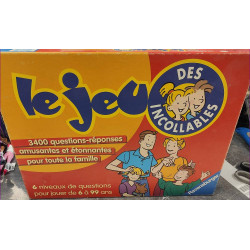 le jeu
DES
INCOLLABLES
3400 questions-réponses
amusantes et étonnantes
pour toute la famille
6 niveaux de questions
pour jouer de 6 à 99 ans
Ravensburger